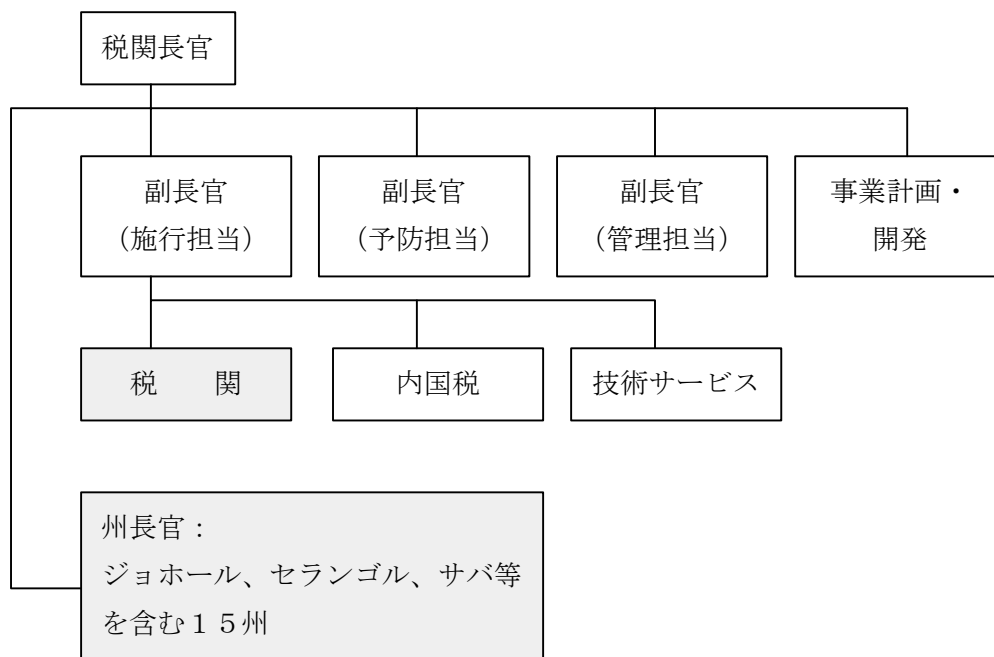 税関長官
副長官
(施行担当)
副長官
(予防担当)
副長官
(管理担当)
事業計画・
開発
税　　関
内国税
技術サービス
州長官：
ジョホール、セランゴル、サバ等
を含む１５州